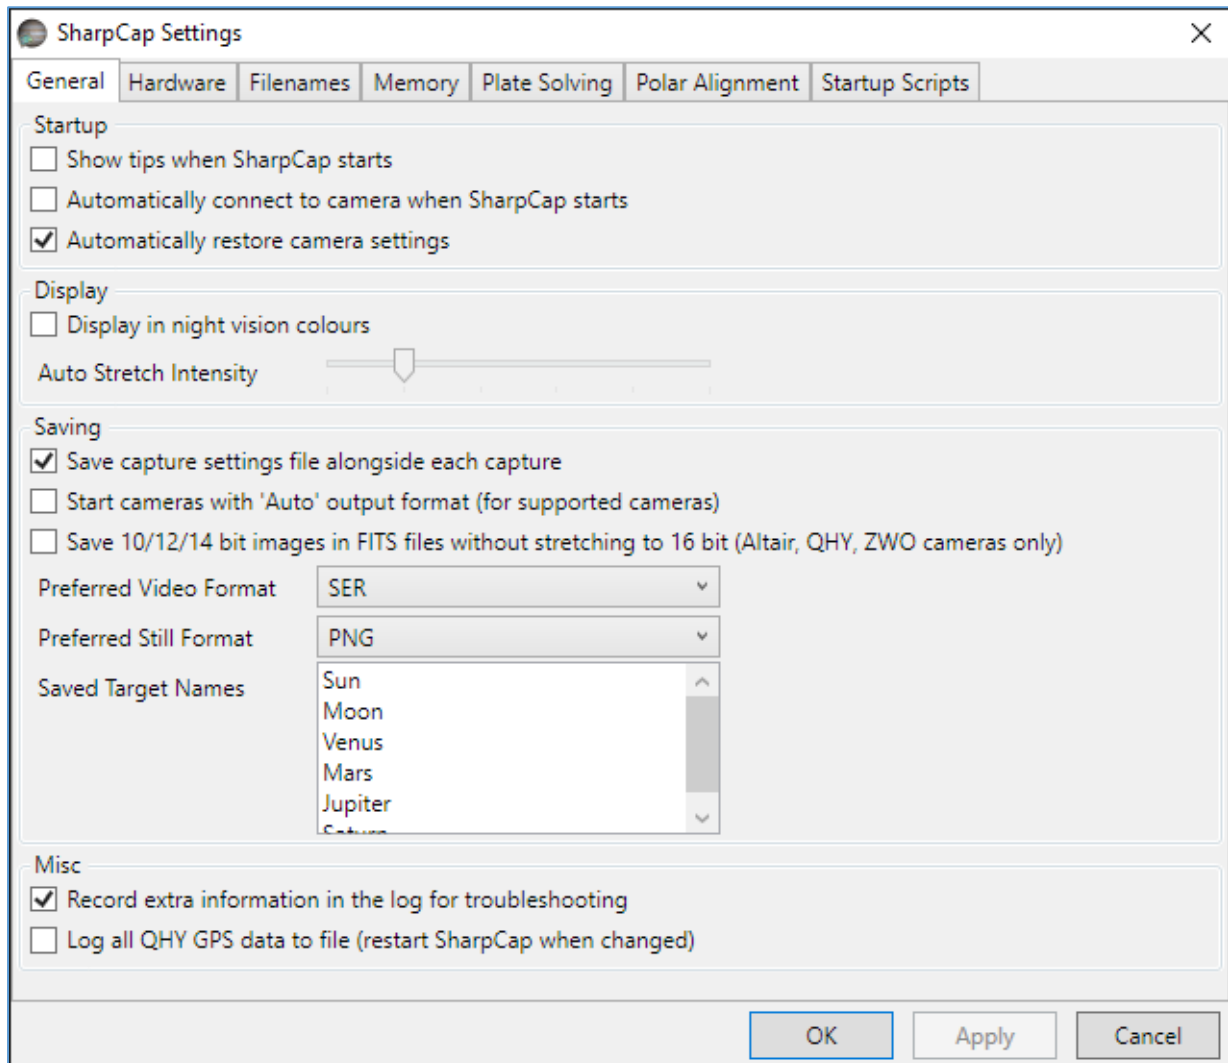 SharpCap Settings
General Hardware Filenames Memory Plate Solving Polar Alignment Startup Scripts
Startup
Show tips when SharpCap starts
Automatically connect to camera when SharpCap starts
Automatically restore camera settings
Display
Display in night vision colours
Auto Stretch Intensity
Saving
Save capture settings file alongside each capture
Start cameras with 'Auto' output format (for supported cameras)
Save 10/12/14 bit images in FITS files without stretching to 16 bit (Altair, QHY, ZWO cameras only)
Preferred Video Format SER
Preferred Still Format PNG
Saved Target Names Sun
Moon
Venus
Mars
Jupiter
Saturn
Misc
Record extra information in the log for troubleshooting
Log all QHY GPS data to file (restart SharpCap when changed)
OK Apply Cancel